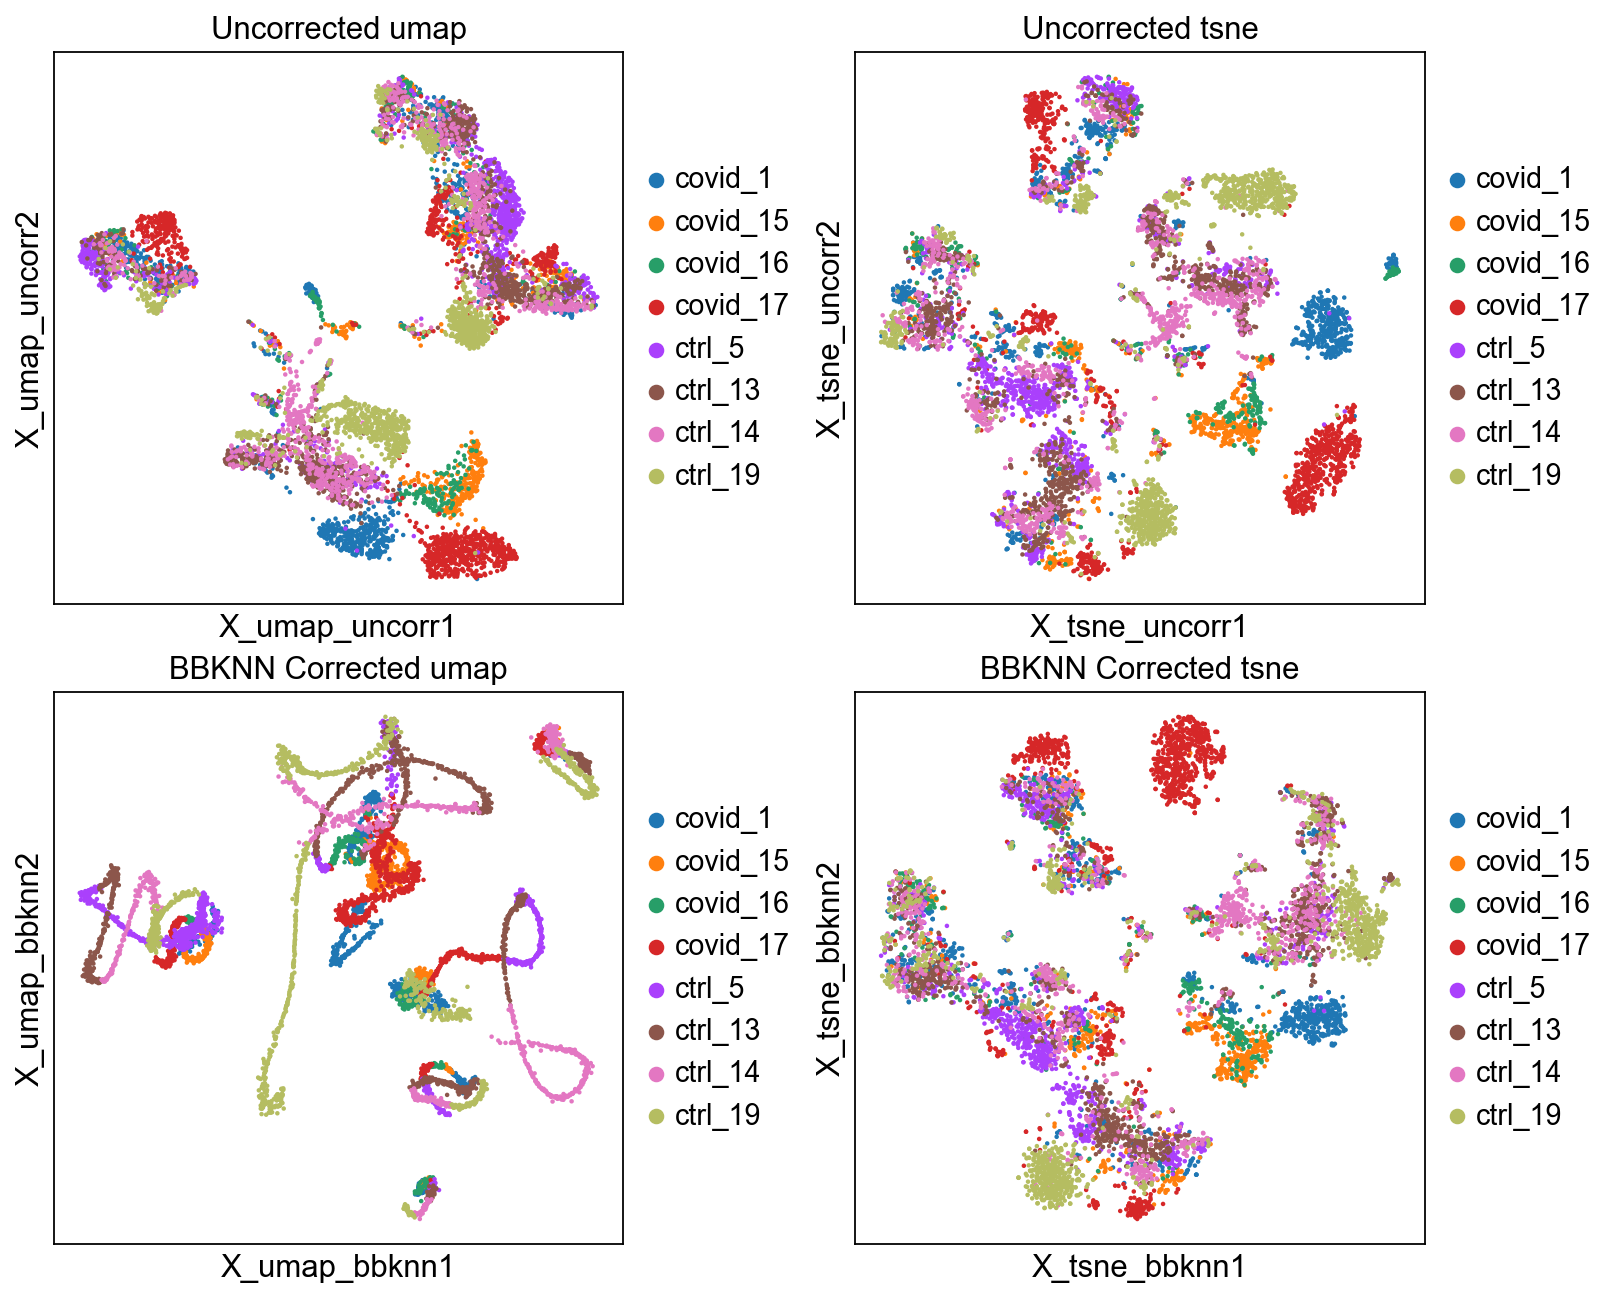 Uncorrected umap
X_umap_uncorr2
X_umap_uncorr1
covid_1
covid_15
covid_16
covid_17
ctrl_5
ctrl_13
ctrl_14
ctrl_19
Uncorrected tsne
X_tsne_uncorr2
X_tsne_uncorr1
covid_1
covid_15
covid_16
covid_17
ctrl_5
ctrl_13
ctrl_14
ctrl_19
BBKNN Corrected umap
X_umap_bbknn2
X_umap_bbknn1
covid_1
covid_15
covid_16
covid_17
ctrl_5
ctrl_13
ctrl_14
ctrl_19
BBKNN Corrected tsne
X_tsne_bbknn2
X_tsne_bbknn1
covid_1
covid_15
covid_16
covid_17
ctrl_5
ctrl_13
ctrl_14
ctrl_19